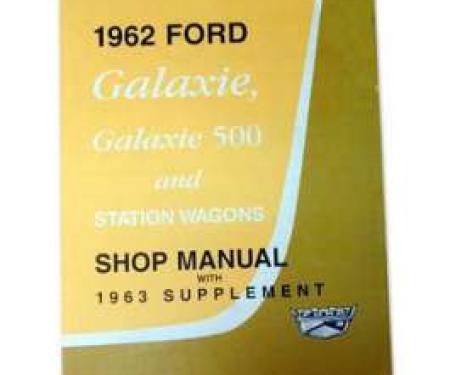 1962 FORD
Galaxie,
Galaxie 500
and
STATION WAGONS
SHOP MANUAL
WITH
1963 SUPPLEMENT